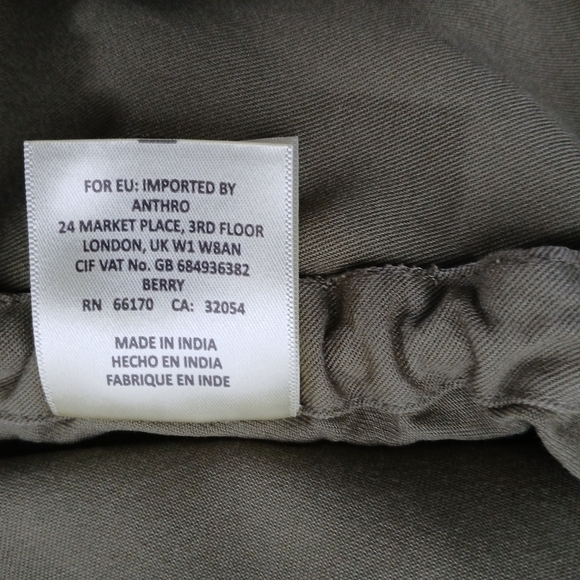 FOR EU: IMPORTED BY
ANTHRO
24 MARKET PLACE, 3RD FLOOR
LONDON, UK W1 W8AN
CIF VAT No. GB 684936382
BERRY
RN 66170 CA: 32054
MADE IN INDIA
HECHO EN INDIA
FABRIQUE EN INDE